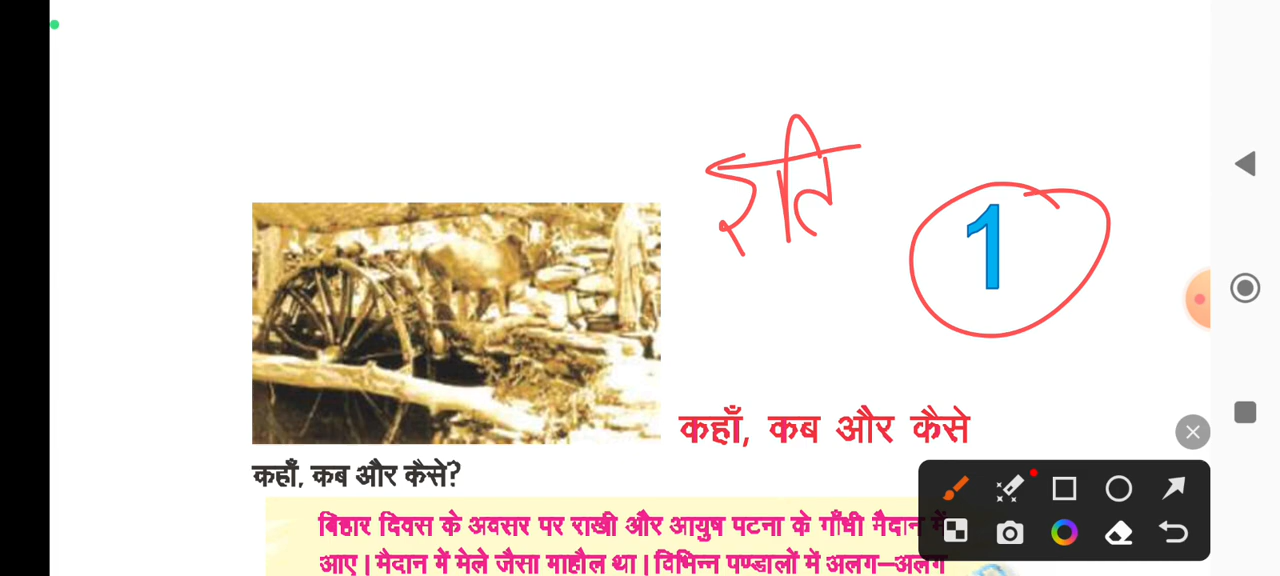 इति
1
कहाँ, कब और कैसे
कहाँ, कब और कैसे?
बिहार दिवस के अवसर पर राखी और आयुष पटना के गाँधी मैदान में
आए | मैदान में मेले जैसा माहौल था | विभिन्न पण्डालों में अलग–अलग